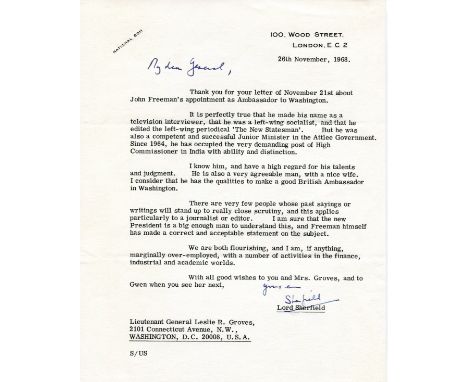 100, WOOD STREET,
LONDON, E C 2
NATIONAL 6011
26th November, 1968.
My dear General,
Thank you for your letter of November 21st about
John Freeman's appointment as Ambassador to Washington.
It is perfectly true that he made his name as a
television interviewer, that he was a left-wing socialist, and that he
edited the left-wing periodical 'The New Statesman'. But he was
also a competent and successful Junior Minister in the Attlee Government.
Since 1964, he has occupied the very demanding post of High
Commissioner in India with ability and distinction.
I know him, and have a high regard for his talents
and judgment. He is also a very agreeable man, with a nice wife.
I consider that he has the qualities to make a good British Ambassador
in Washington.
There are very few people whose past sayings or
writings will stand up to really close scrutiny, and this applies
particularly to a journalist or editor. I am sure that the new
President is a big enough man to understand this, and Freeman himself
has made a correct and acceptable statement on the subject.
We are both flourishing, and I am, if anything,
marginally over-employed, with a number of activities in the finance,
industrial and academic worlds.
With all good wishes to you and Mrs. Groves, and to
Gwen when you see her next,
Sherfield
Lord Sherfield
Lieutenant General Leslie R. Groves,
2101 Connecticut Avenue, N.W.,
WASHINGTON, D.C. 20008, U.S.A.
S/US